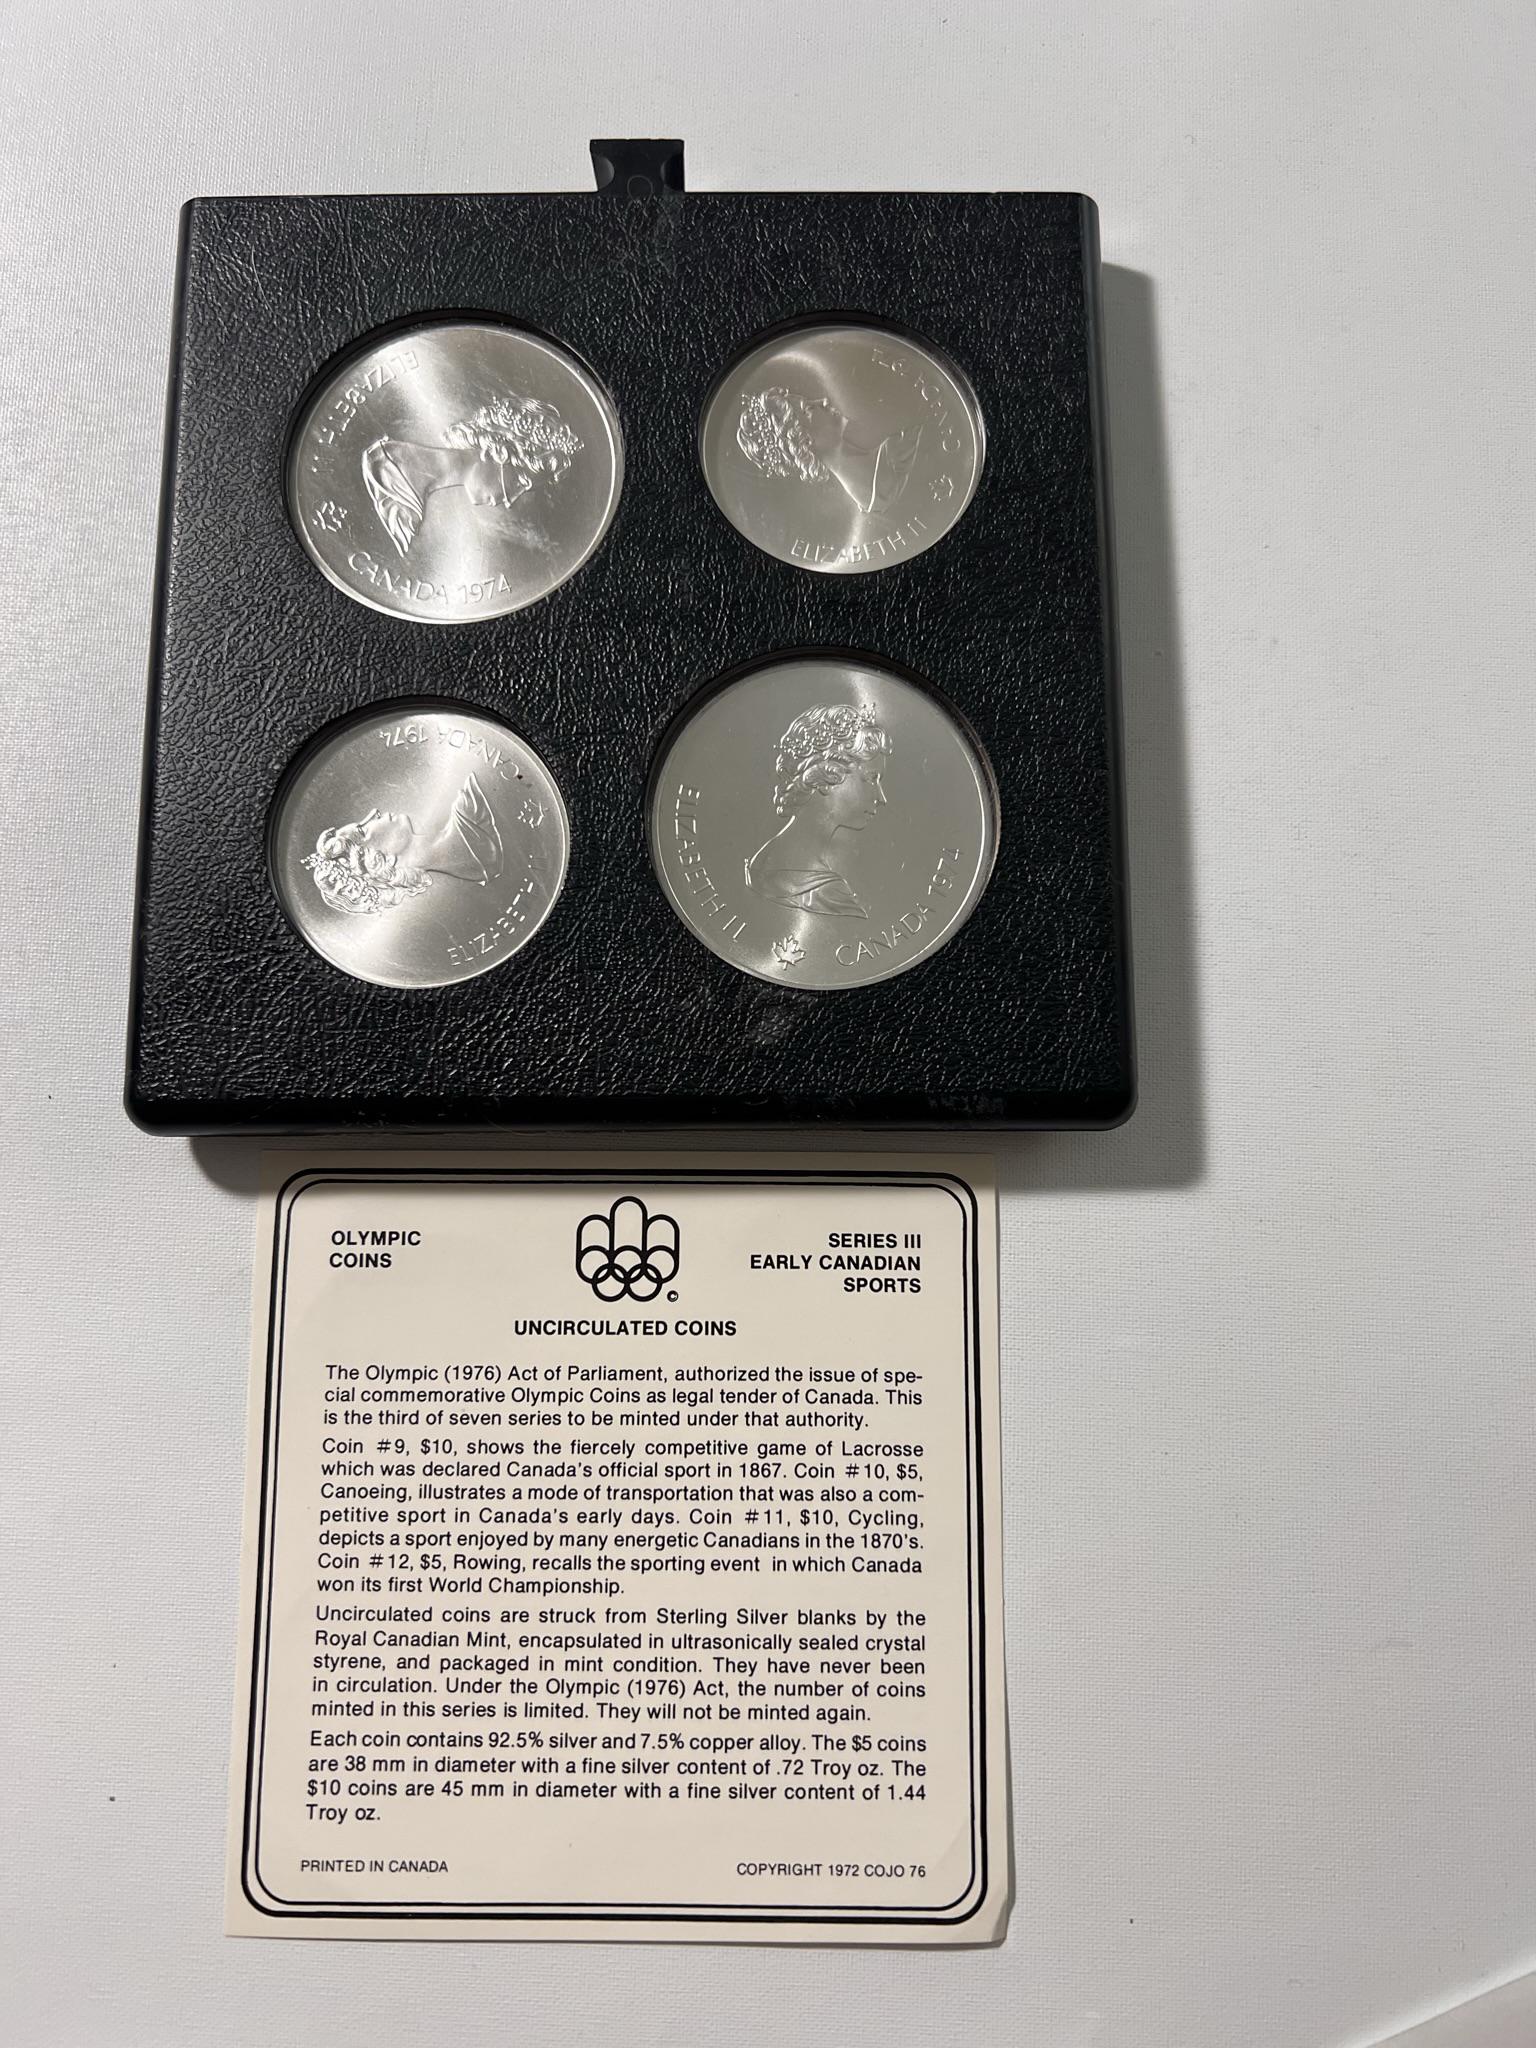 ELIZABETH II
CANADA 1974
CANADA 1974
ELIZABETH II
CANADA 1974
ELIZABETH II
ELIZABETH II
CANADA 1974
OLYMPIC
COINS
SERIES III
EARLY CANADIAN
SPORTS
©
UNCIRCULATED COINS
The Olympic (1976) Act of Parliament, authorized the issue of spe-
cial commemorative Olympic Coins as legal tender of Canada. This
is the third of seven series to be minted under that authority.
Coin #9, $10, shows the fiercely competitive game of Lacrosse
which was declared Canada's official sport in 1867. Coin #10, $5,
Canoeing, illustrates a mode of transportation that was also a com-
petitive sport in Canada's early days. Coin #11, $10, Cycling,
depicts a sport enjoyed by many energetic Canadians in the 1870's.
Coin #12, $5, Rowing, recalls the sporting event in which Canada
won its first World Championship.
Uncirculated coins are struck from Sterling Silver blanks by the
Royal Canadian Mint, encapsulated in ultrasonically sealed crystal
styrene, and packaged in mint condition. They have never been
in circulation. Under the Olympic (1976) Act, the number of coins
minted in this series is limited. They will not be minted again.
Each coin contains 92.5% silver and 7.5% copper alloy. The $5 coins
are 38 mm in diameter with a fine silver content of .72 Troy oz. The
$10 coins are 45 mm in diameter with a fine silver content of 1.44
Troy oz.
PRINTED IN CANADA
COPYRIGHT 1972 COJO 76